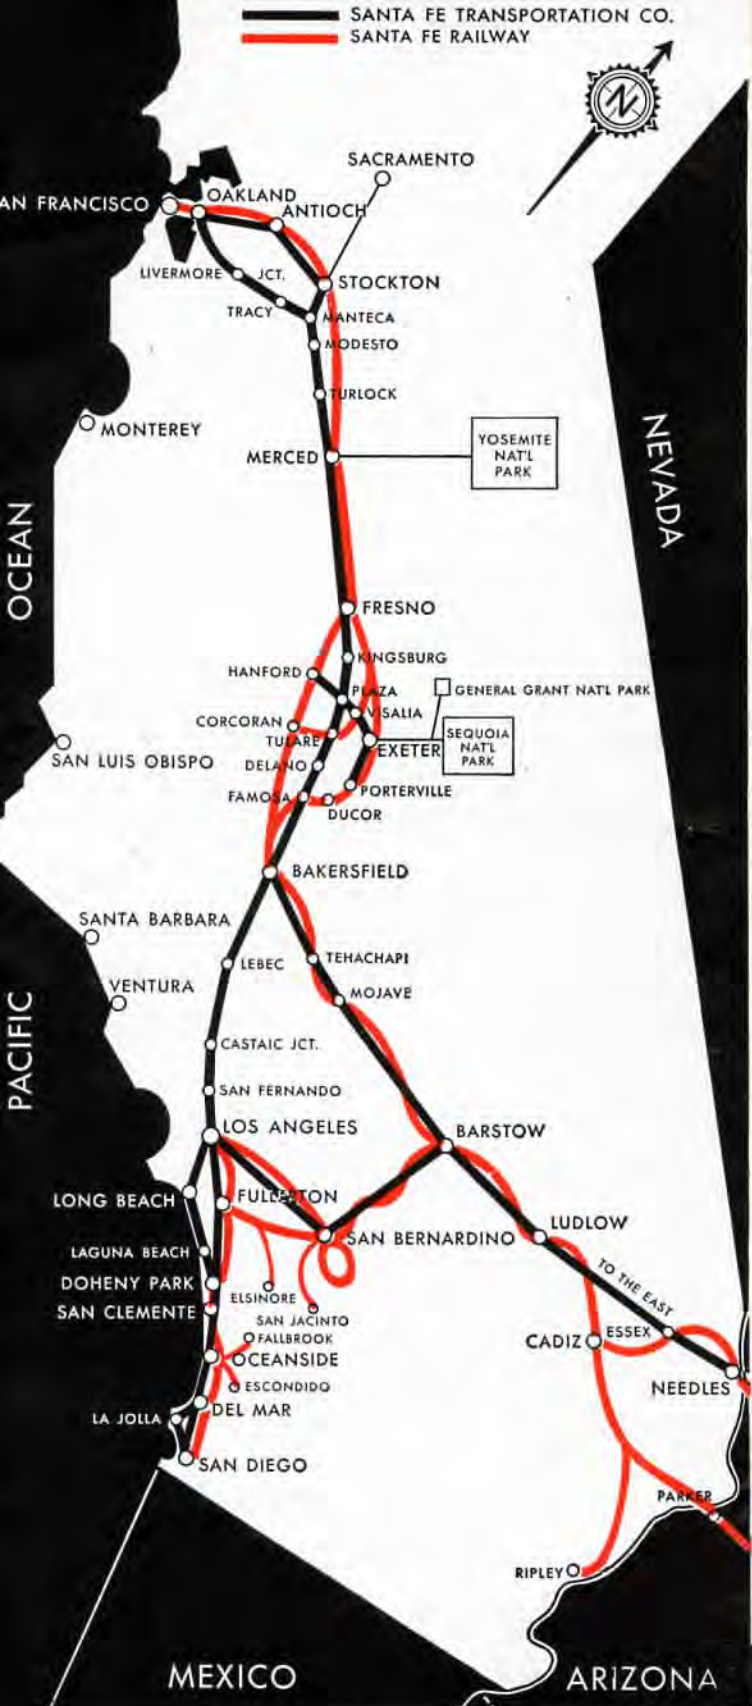 SANTA FE TRANSPORTATION CO.
SANTA FE RAILWAY
N
SACRAMENTO
AN FRANCISCO
OAKLAND
ANTIOCH
LIVERMORE
JCT.
STOCKTON
TRACY
MANTECA
MODESTO
TURLOCK
MONTEREY
MERCED
YOSEMITE
NAT'L
PARK
NEVADA
OCEAN
FRESNO
KINGSBURG
HANFORD
PLAZA
GENERAL GRANT NAT'L PARK
VISALIA
CORCORAN
TULARE
EXETER
SEQUOIA
NAT'L
PARK
SAN LUIS OBISPO
DELANO
PORTERVILLE
FAMOSA
DUCOR
BAKERSFIELD
SANTA BARBARA
LEBEC
TEHACHAPI
VENTURA
MOJAVE
PACIFIC
CASTAIC JCT.
SAN FERNANDO
LOS ANGELES
BARSTOW
LONG BEACH
FULLERTON
LUDLOW
SAN BERNARDINO
LAGUNA BEACH
DOHENY PARK
TO THE EAST
ELSINORE
SAN CLEMENTE
SAN JACINTO
FALLBROOK
CADIZ
ESSEX
OCEANSIDE
ESCONDIDO
NEEDLES
DEL MAR
LA JOLLA
SAN DIEGO
PARKER
RIPLEY
MEXICO
ARIZONA